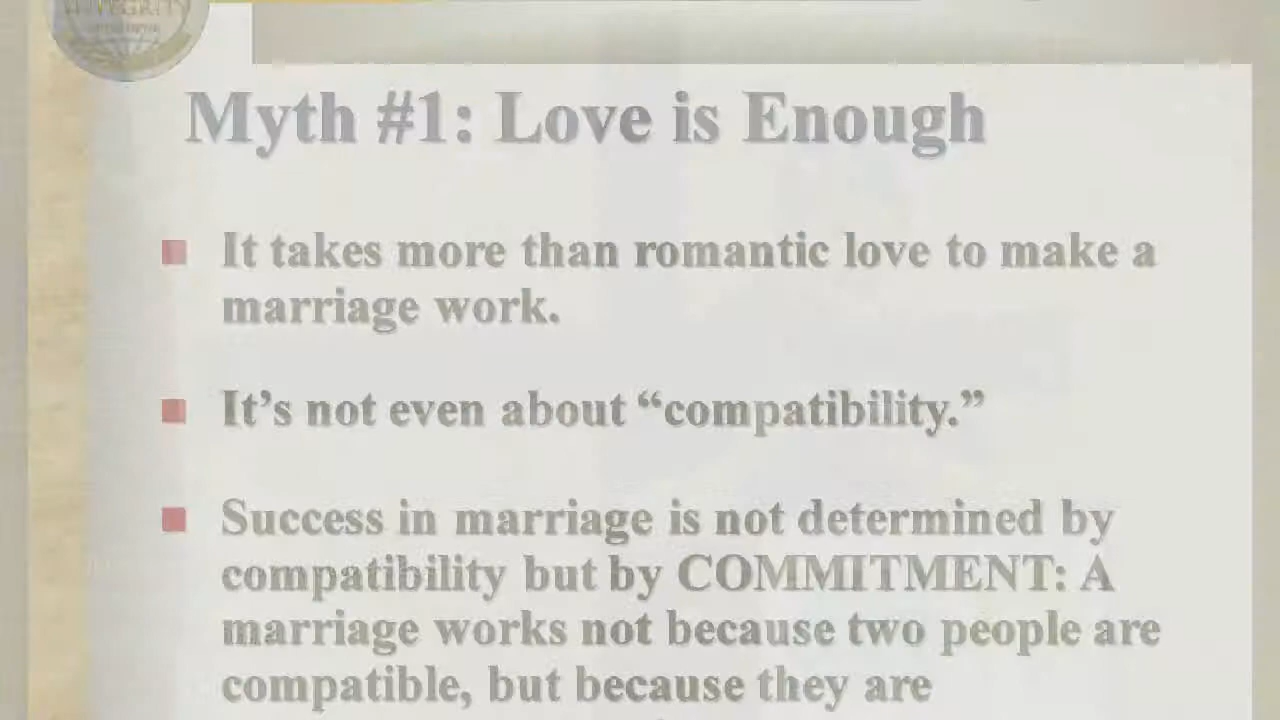 INTEGRITY
Myth #1: Love is Enough
It takes more than romantic love to make a
marriage work.
It’s not even about “compatibility.”
Success in marriage is not determined by
compatibility but by COMMITMENT: A
marriage works not because two people are
compatible, but because they are